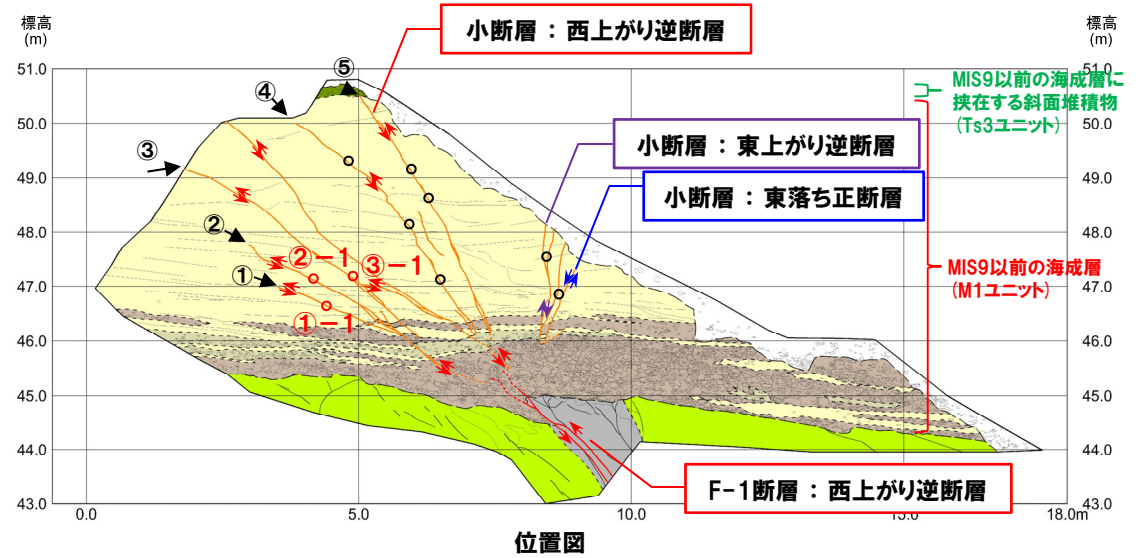 標高
(m)
標高
(m)
小断層 : 西上がり逆断層
51.0
50.0
49.0
48.0
47.0
46.0
45.0
44.0
43.0
51.0
50.0
49.0
48.0
47.0
46.0
45.0
44.0
43.0
MIS9以前の海成層に
挟在する斜面堆積物
(Ts3ユニット)
⑤
④
③
②
①
小断層 : 東上がり逆断層
小断層 : 東落ち正断層
②-1
③-1
①-1
MIS9以前の海成層
(M1ユニット)
F-1断層 : 西上がり逆断層
0.0
5.0
10.0
15.0
18.0m
位置図